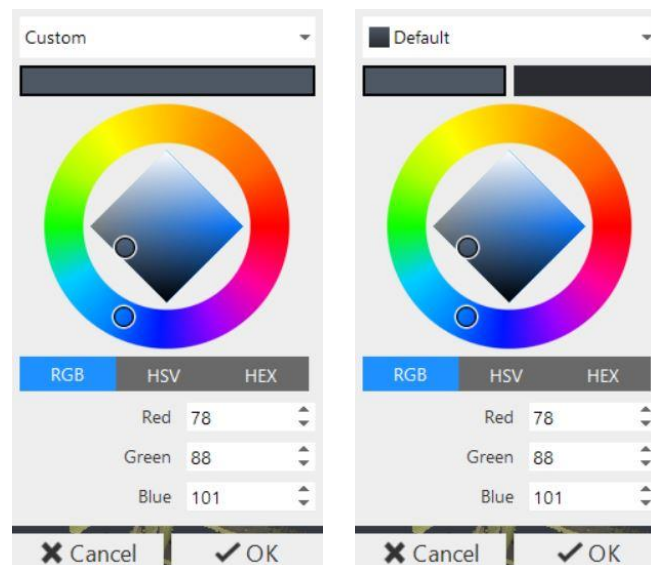 Custom
RGB HSV HEX
Red 78
Green 88
Blue 101
Cancel OK
Default
RGB HSV HEX
Red 78
Green 88
Blue 101
Cancel OK